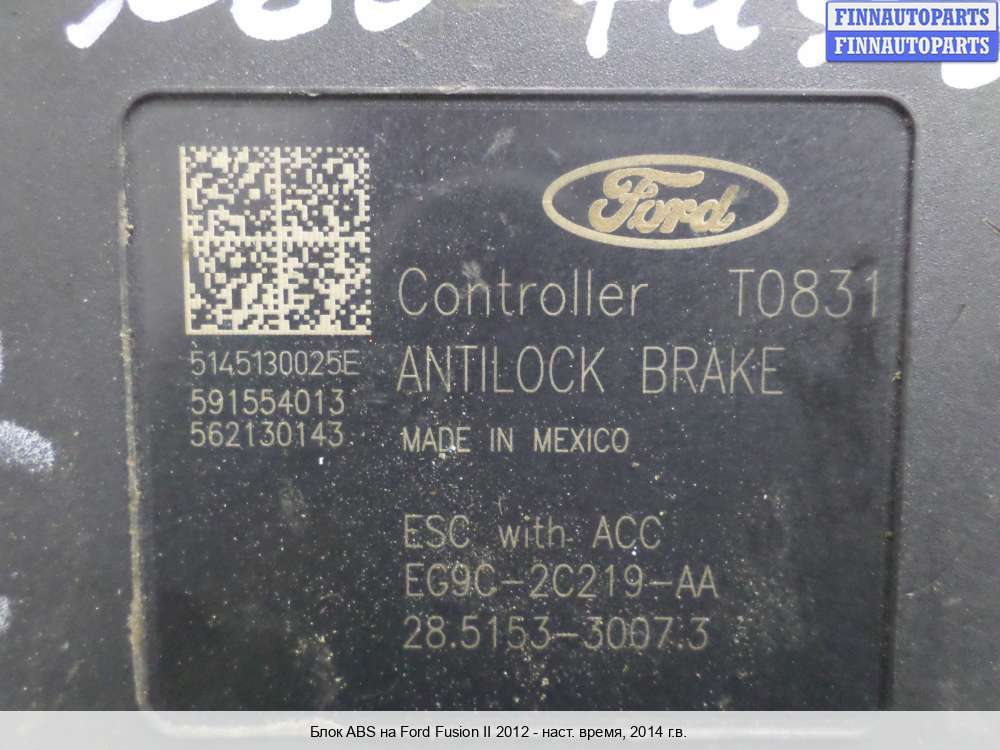 FINNAUTOPARTS
FINNAUTOPARTS
Ford
Controller T0831
ANTILOCK BRAKE
MADE IN MEXICO
5145130025E
591554013
562130143
ESC with ACC
EG9C-2C219-AA
28.5153-3007.3
Блок ABS на Ford Fusion II 2012 - наст. время, 2014 г.в.